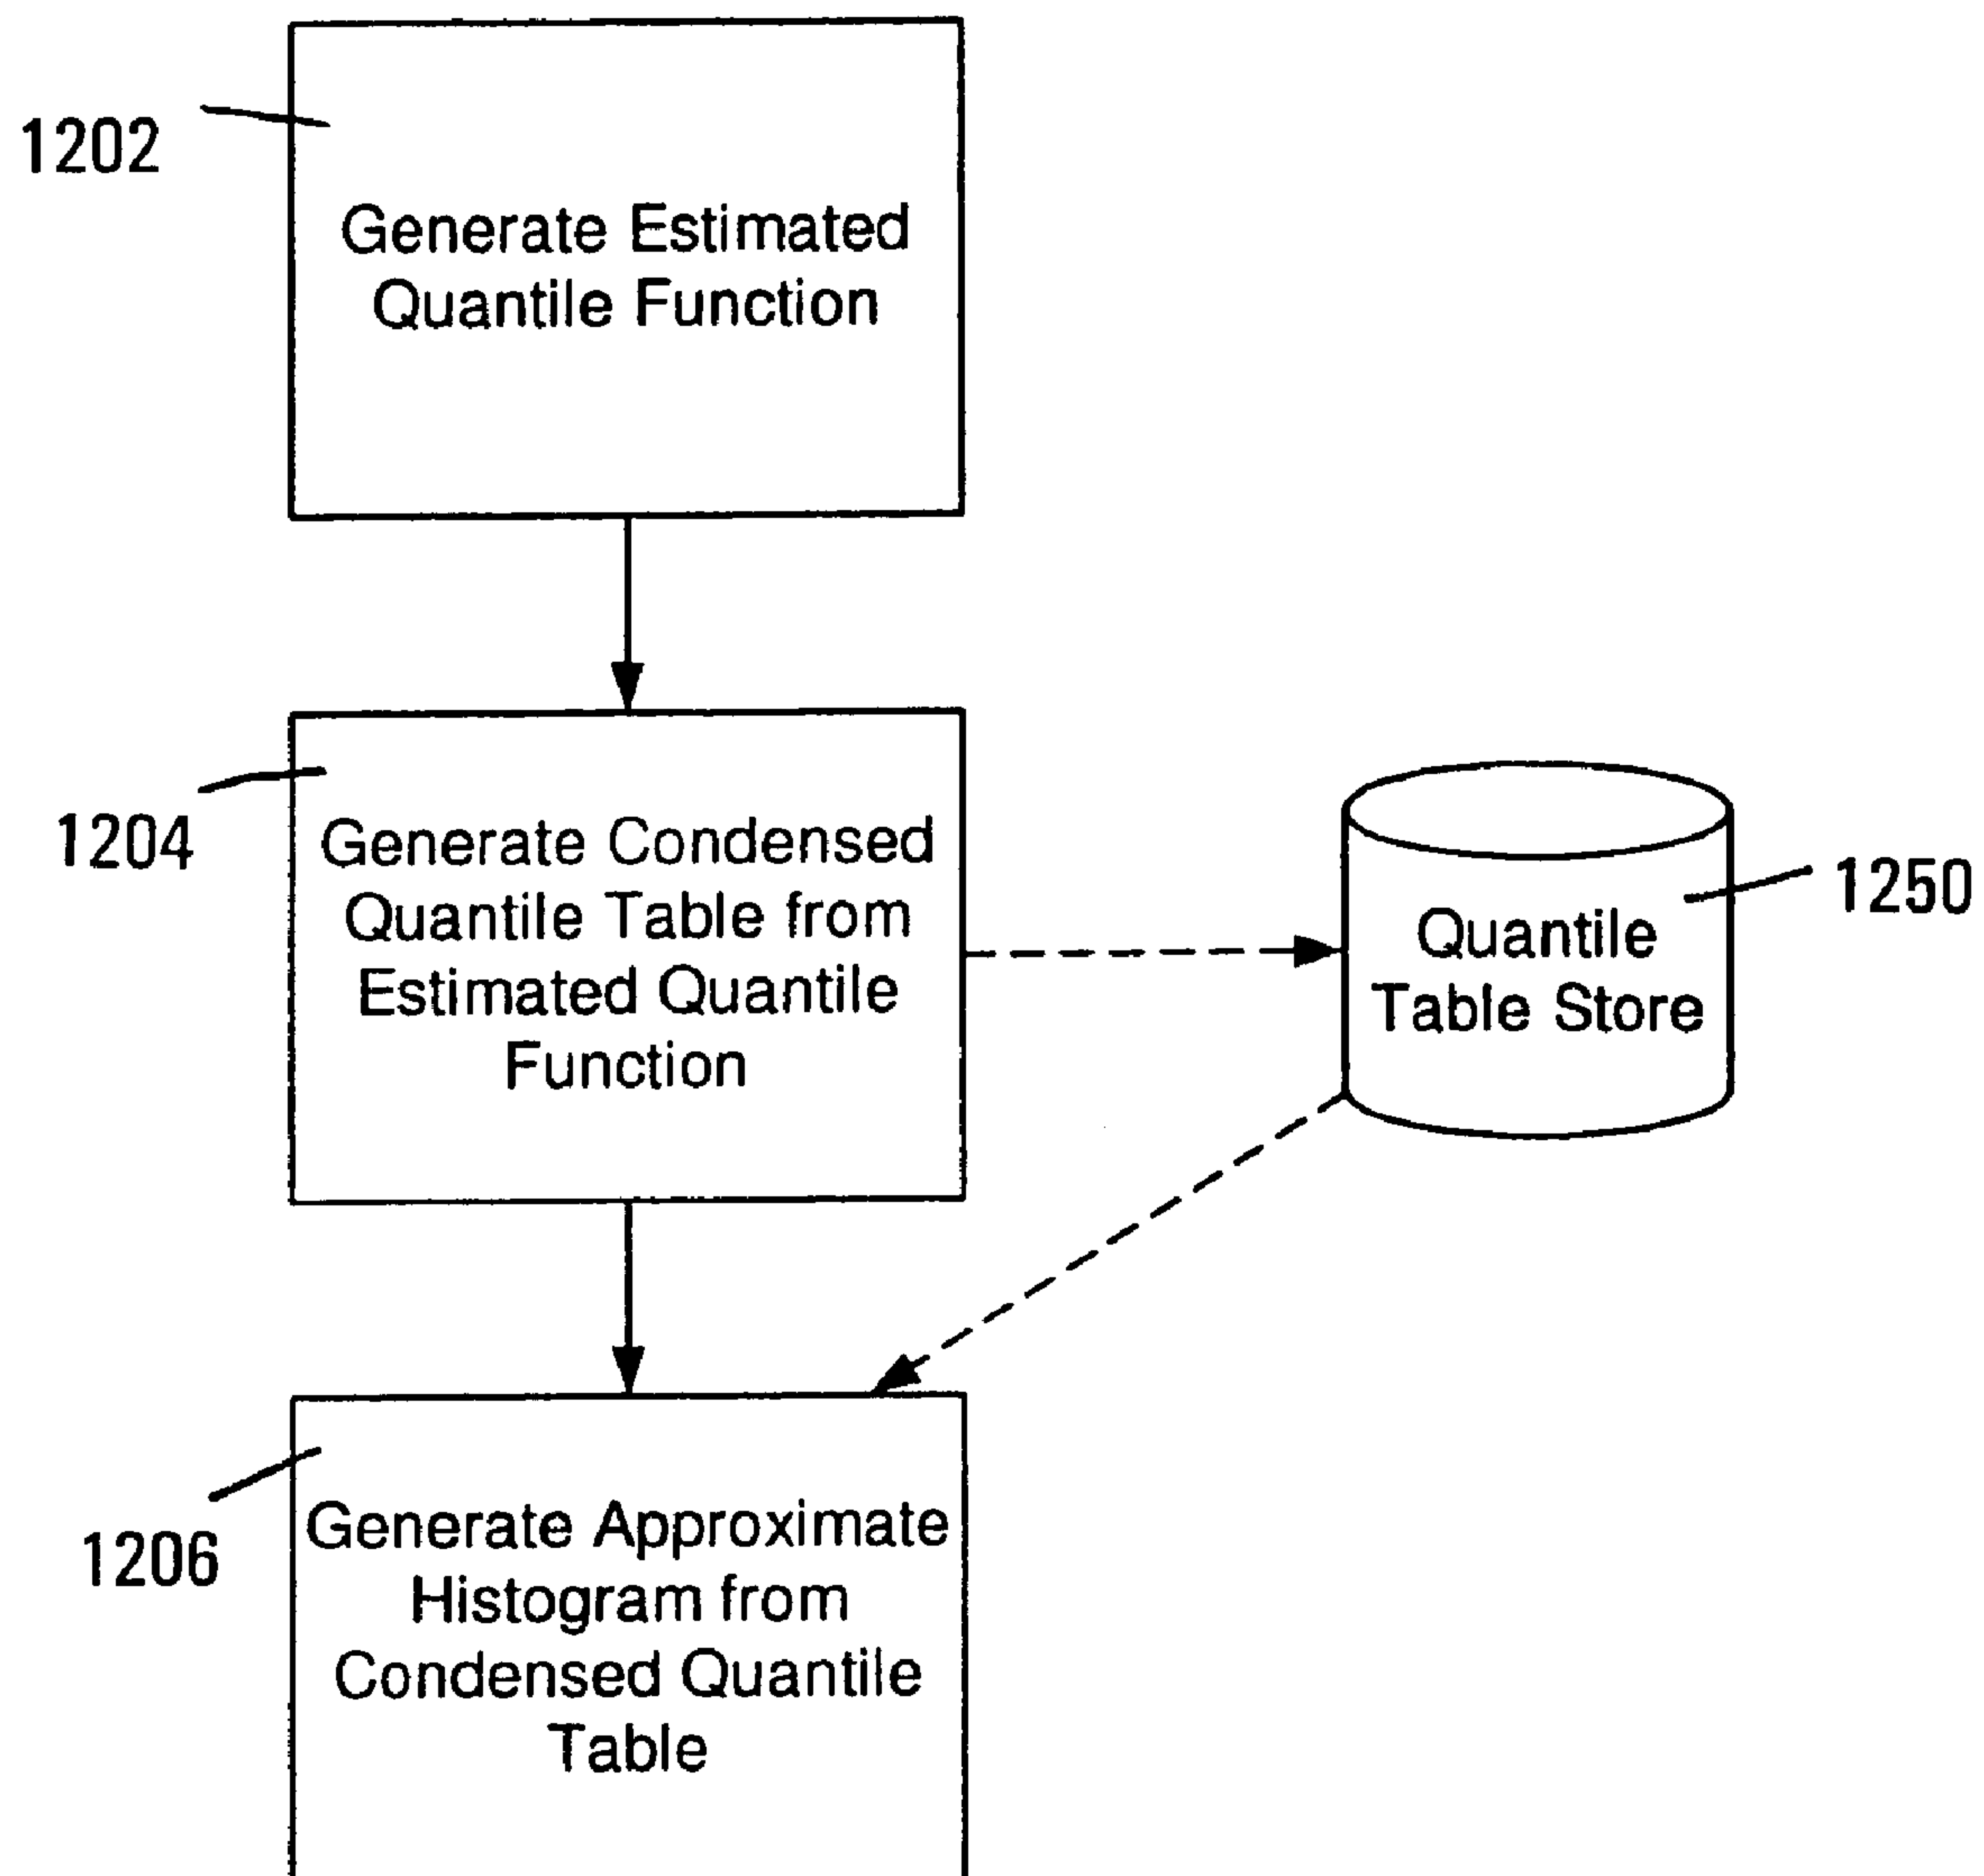 1202
Generate Estimated
Quantile Function
1204
Generate Condensed
Quantile Table from
Estimated Quantile
Function
Quantile
Table Store
1250
1206
Generate Approximate
Histogram from
Condensed Quantile
Table